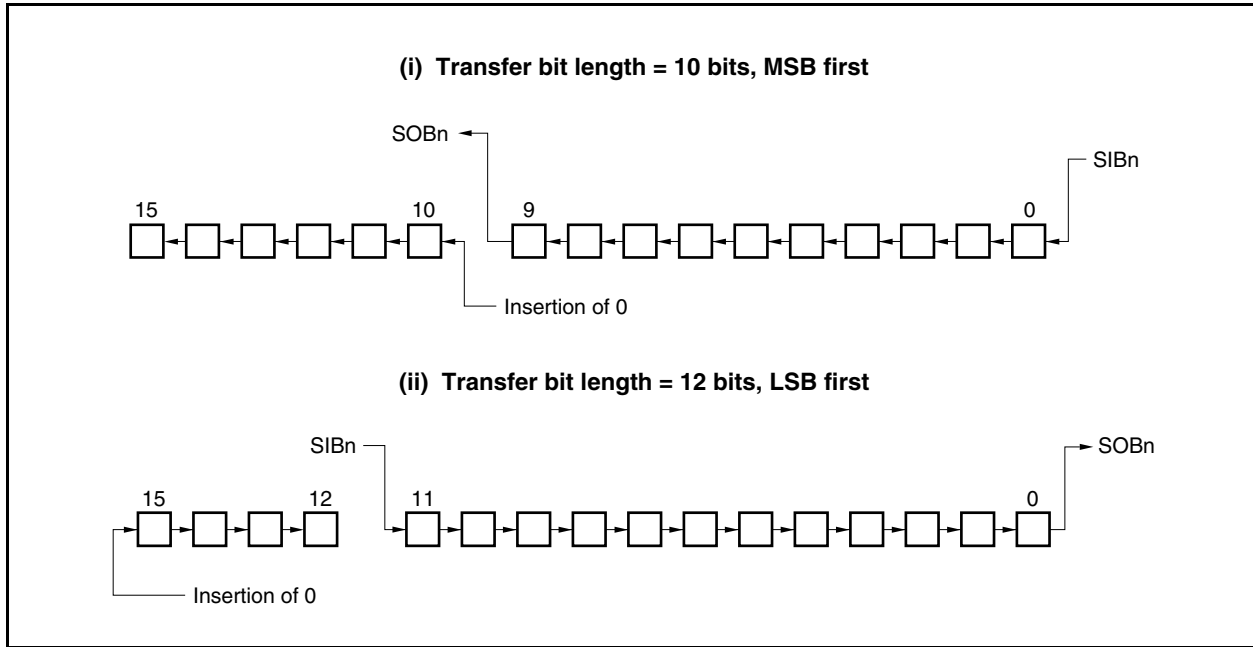 (i) Transfer bit length = 10 bits, MSB first
SOBn
SIBn
15
10
9
0
Insertion of 0
(ii) Transfer bit length = 12 bits, LSB first
SIBn
SOBn
15
12
11
0
Insertion of 0